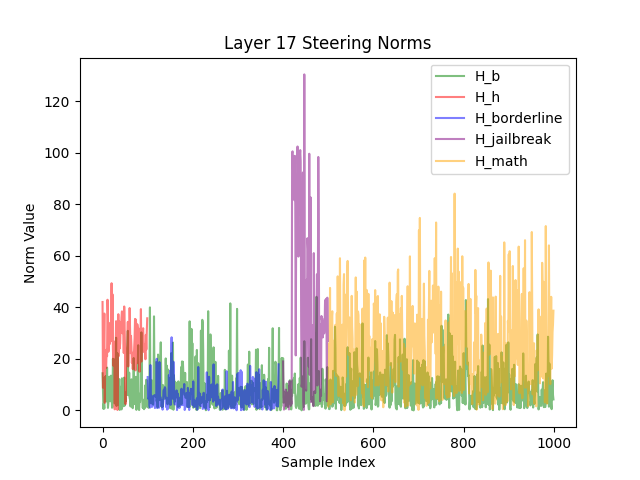 Layer 17 Steering Norms
H_b
H_h
H_borderline
H_jailbreak
H_math
120
100
80
60
40
20
0
Norm Value
0
200
400
600
800
1000
Sample Index